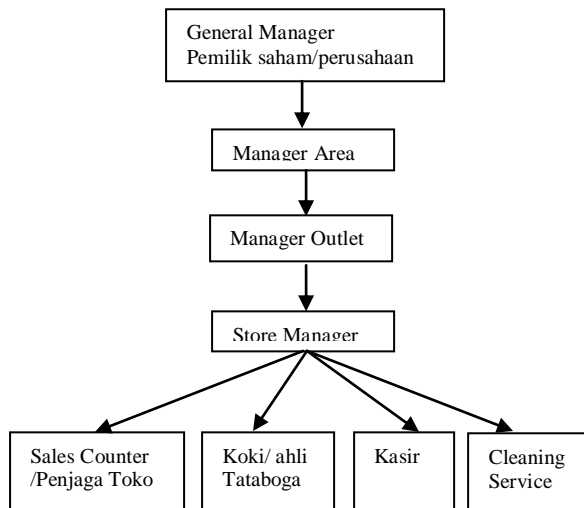 General Manager
Pemilik saham/perusahaan
Manager Area
Manager Outlet
Store Manager
Sales Counter
/Penjaga Toko
Koki/ ahli
Tataboga
Kasir
Cleaning
Service